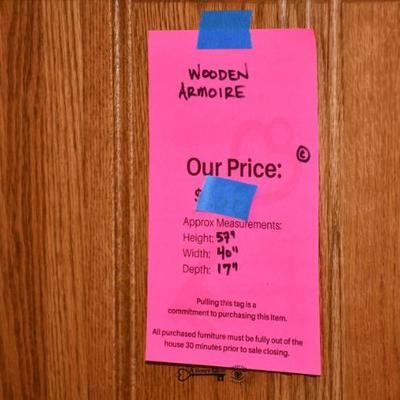 WOODEN
ARMOIRE
©
Our Price:
$
Approx Measurements:
Height: 57"
Width: 40"
Depth: 17"
Pulling this tag is a
commitment to purchasing this item.
All purchased furniture must be fully out of the
house 30 minutes prior to sale closing.